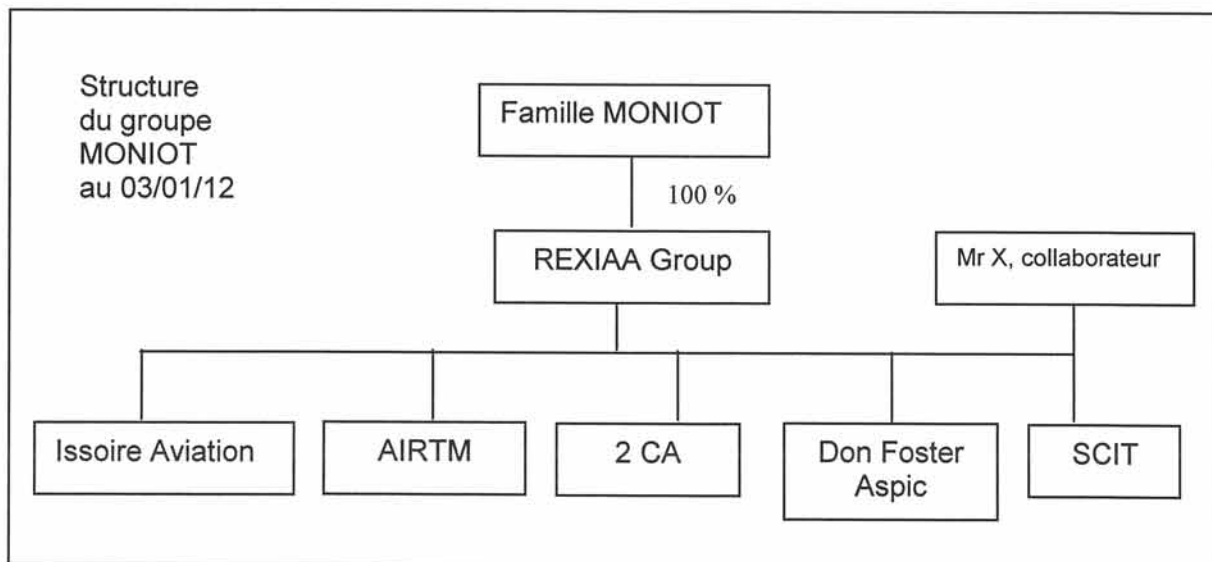 Structure
du groupe
MONIOT
au 03/01/12
Famille MONIOT
100 %
REXIAA Group
Mr X, collaborateur
Issoire Aviation
AIRTM
2 CA
Don Foster
Aspic
SCIT